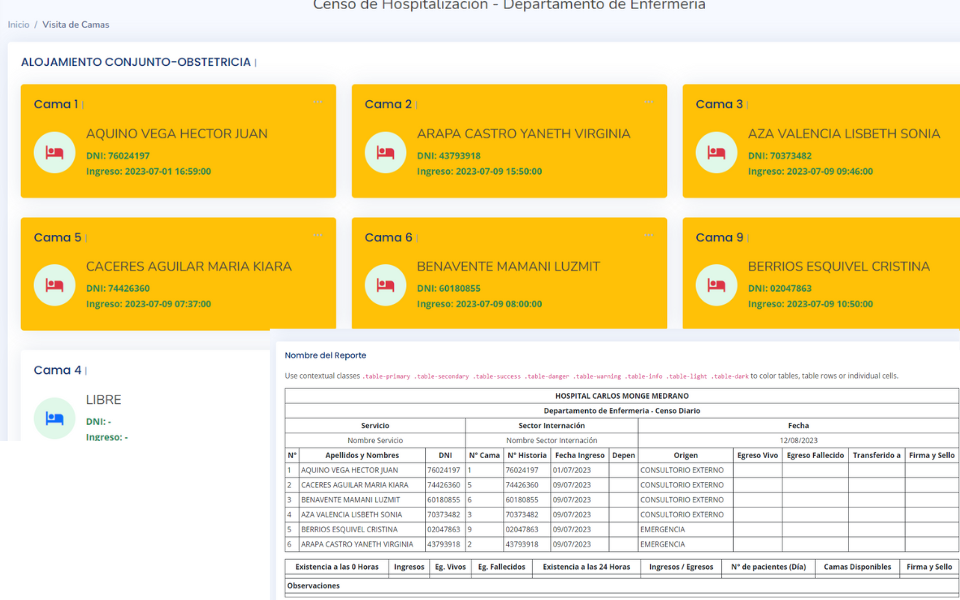 Censo de Hospitalización - Departamento de Enfermeria
Inicio / Visita de Camas
ALOJAMIENTO CONJUNTO-OBSTETRICIA |
Cama 1 |
AQUINO VEGA HECTOR JUAN
DNI: 76024197
Ingreso: 2023-07-01 16:59:00
Cama 2 |
ARAPA CASTRO YANETH VIRGINIA
DNI: 43793918
Ingreso: 2023-07-09 15:50:00
Cama 3 |
AZA VALENCIA LISBETH SONIA
DNI: 70373482
Ingreso: 2023-07-09 09:46:00
Cama 5 |
CACERES AGUILAR MARIA KIARA
DNI: 74426360
Ingreso: 2023-07-09 07:37:00
Cama 6 |
BENAVENTE MAMANI LUZMIT
DNI: 60180855
Ingreso: 2023-07-09 08:00:00
Cama 9 |
BERRIOS ESQUIVEL CRISTINA
DNI: 02047863
Ingreso: 2023-07-09 10:50:00
Cama 4 |
LIBRE
DNI: -
Ingreso: -
Nombre del Reporte
Use contextual classes .table-primary .table-secondary .table-success .table-danger .table-warning .table-info .table-light .table-dark to color tables, table rows or individual cells.
HOSPITAL CARLOS MONGE MEDRANO
Departamento de Enfermeria - Censo Diario
Servicio Sector Internación Fecha
Nombre Servicio Nombre Sector Internación 12/08/2023
N° Apellidos y Nombres DNI N° Cama N° Historia Fecha Ingreso Depen Origen Egreso Vivo Egreso Fallecido Transferido a Firma y Sello
1 AQUINO VEGA HECTOR JUAN 76024197 1 76024197 01/07/2023 CONSULTORIO EXTERNO
2 CACERES AGUILAR MARIA KIARA 74426360 5 74426360 09/07/2023 CONSULTORIO EXTERNO
3 BENAVENTE MAMANI LUZMIT 60180855 6 60180855 09/07/2023 CONSULTORIO EXTERNO
4 AZA VALENCIA LISBETH SONIA 70373482 3 70373482 09/07/2023 CONSULTORIO EXTERNO
5 BERRIOS ESQUIVEL CRISTINA 02047863 9 02047863 09/07/2023 EMERGENCIA
6 ARAPA CASTRO YANETH VIRGINIA 43793918 2 43793918 09/07/2023 EMERGENCIA
Existencia a las 0 Horas Ingresos Eg. Vivos Eg. Fallecidos Existencia a las 24 Horas Ingresos / Egresos N° de pacientes (Día) Camas Disponibles Firma y Sello
Observaciones